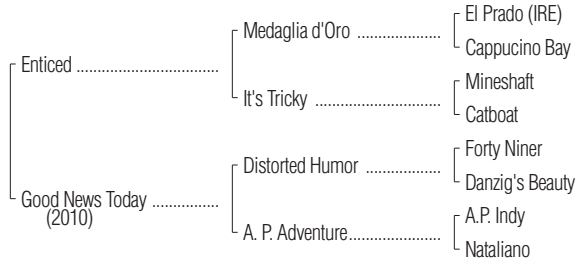 El Prado (IRE)
Medaglia d'Oro ..................
Cappucino Bay
Enticed ...............................
Mineshaft
It's Tricky ...........................
Catboat
Forty Niner
Distorted Humor ................
Danzig's Beauty
Good News Today ..............
(2010)
A.P. Indy
A. P. Adventure...................
Nataliano